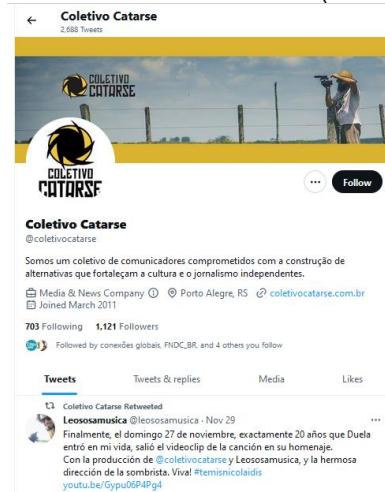 Coletivo Catarse
2,688 Tweets
COLETIVO
CATARSE
COLETIVO
CATARSE
Follow
Coletivo Catarse
@coletivocatarse
Somos um coletivo de comunicadores comprometidos com a construção de
alternativas que fortaleçam a cultura e o jornalismo independentes.
Media & News Company Porto Alegre, RS coletivocatarse.com.br
Joined March 2011
703 Following 1,121 Followers
Followed by conexões globais, FNDC_BR, and 4 others you follow
Tweets Tweets & replies Media Likes
Coletivo Catarse Retweeted
Leososamusica @leososamusica · Nov 29
Finalmente, el domingo 27 de noviembre, exactamente 20 años que Duela
entró en mi vida, salió el videoclip de la canción en su homenaje.
Con la producción de @coletivocatarse y Leososamusica, y la hermosa
dirección de la sombrista. Viva! #temisnicolaidis
youtu.be/Gypu06P4Pg4